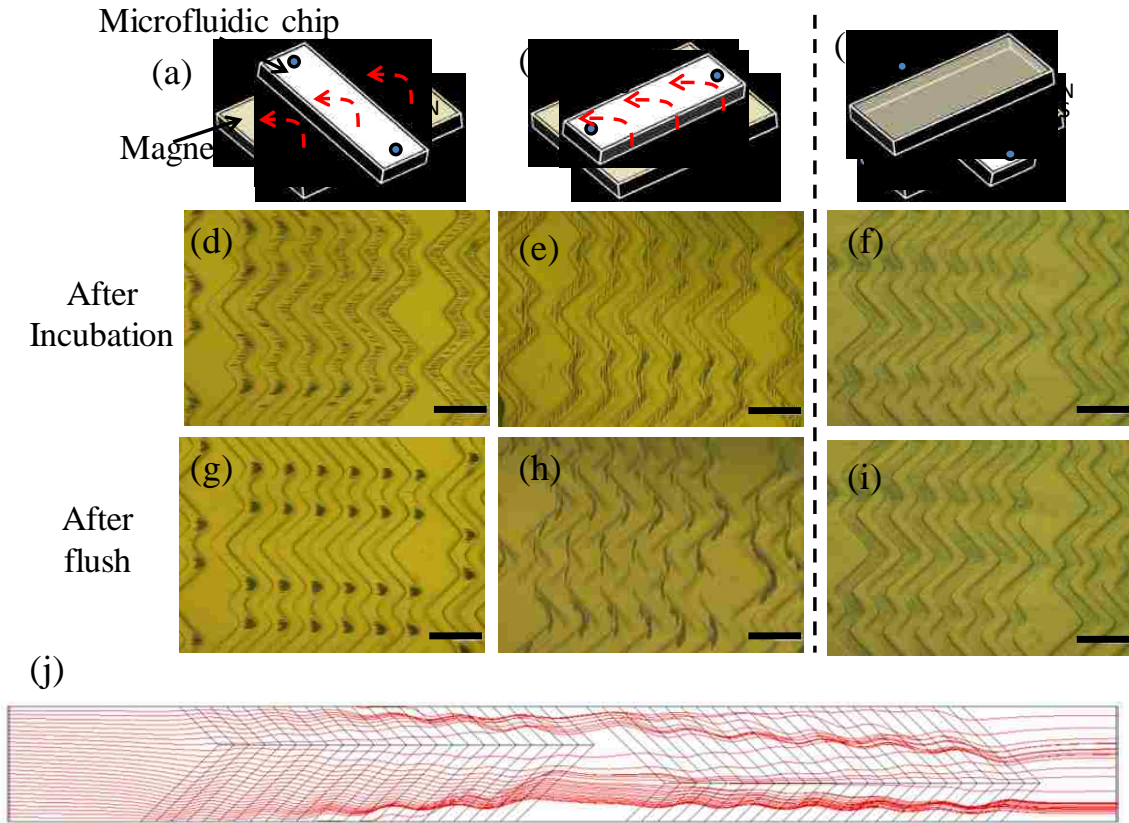 Microfluidic chip
(a)
(
(
N
N
S
Magne
(d)
(e)
(f)
After
Incubation
(g)
(h)
(i)
After
flush
(j)